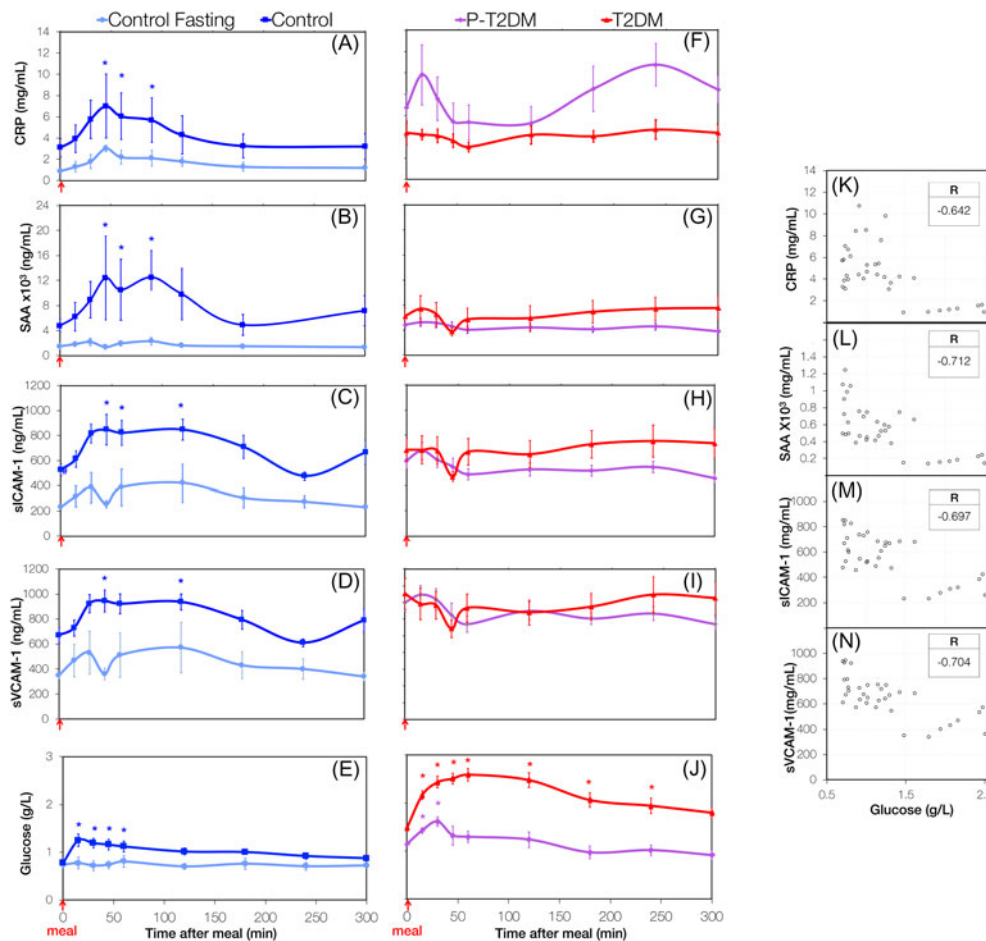 Control Fasting Control P-T2DM T2DM
(A)
CRP (mg/mL)
14
12
10
8
6
4
2
0
* * *
(F)
(B)
SAA x10³ (ng/mL)
24
20
16
12
8
4
0
* * *
(G)
(C)
sICAM-1 (ng/mL)
1200
1000
800
600
400
200
0
* * *
(H)
(D)
sVCAM-1 (ng/mL)
1200
1000
800
600
400
200
0
* *
(I)
(E)
Glucose (g/L)
3
2
1
0
* * * *
0 50 100 150 200 250 300
meal
Time after meal (min)
(J)
* * * * * * *
* *
0 50 100 150 200 250 300
meal
Time after meal (min)
(K)
CRP (mg/mL)
14
12
10
8
6
4
2
R
-0.642
(L)
SAA X10³ (mg/mL)
1.6
1.4
1.2
1
0.8
0.6
0.4
0.2
R
-0.712
(M)
sICAM-1 (mg/mL)
1000
800
600
400
200
R
-0.697
(N)
sVCAM-1(mg/mL)
1000
800
600
400
200
0
R
-0.704
0.5 1.5 2.5
Glucose (g/L)